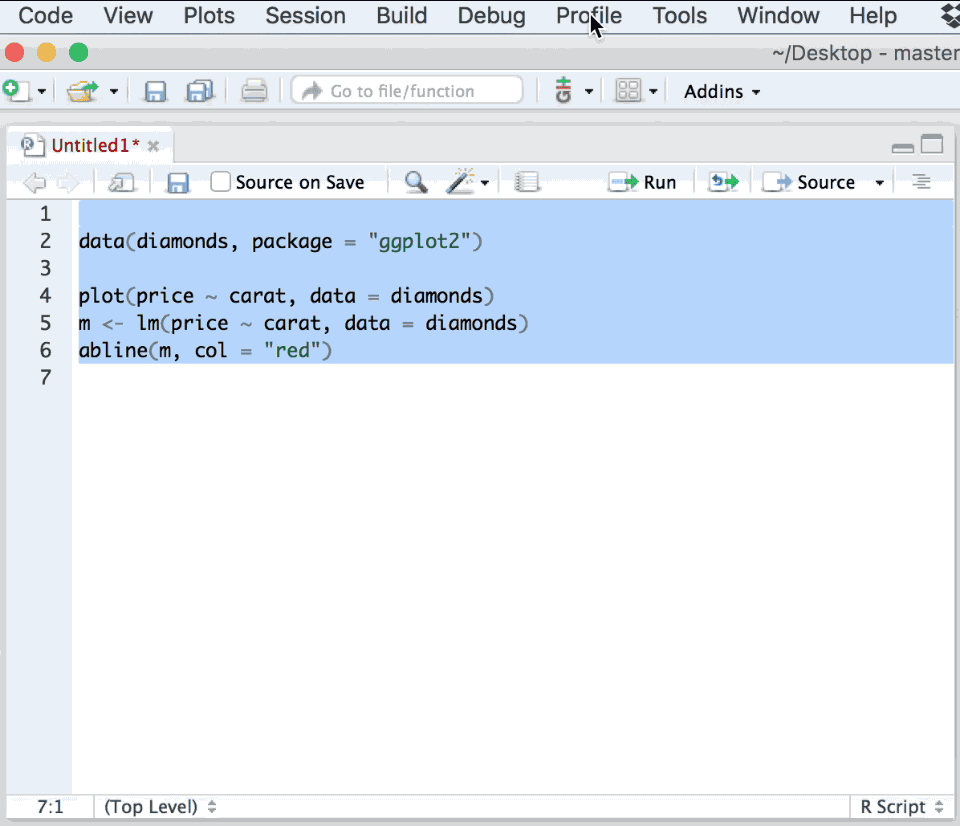 Code View Plots Session Build Debug Profile Tools Window Help
~/Desktop - master
Go to file/function Addins
Untitled1*
Source on Save Run Source
1
2 data(diamonds, package = "ggplot2")
3
4 plot(price ~ carat, data = diamonds)
5 m <- lm(price ~ carat, data = diamonds)
6 abline(m, col = "red")
7
7:1 (Top Level) R Script